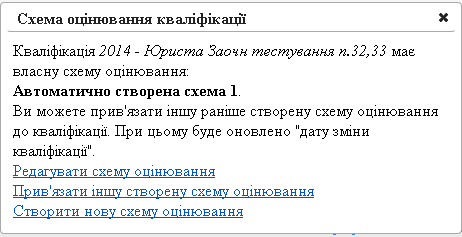 Схема оцінювання кваліфікації
Кваліфікація 2014 - Юриста Заочн тестування п.32,33 має
власну схему оцінювання:
Автоматично створена схема 1.
Ви можете прив'язати іншу раніше створену схему оцінювання
до кваліфікації. При цьому буде оновлено "дату зміни
кваліфікації".
Редагувати схему оцінювання
Прив'язати іншу створену схему оцінювання
Створити нову схему оцінювання